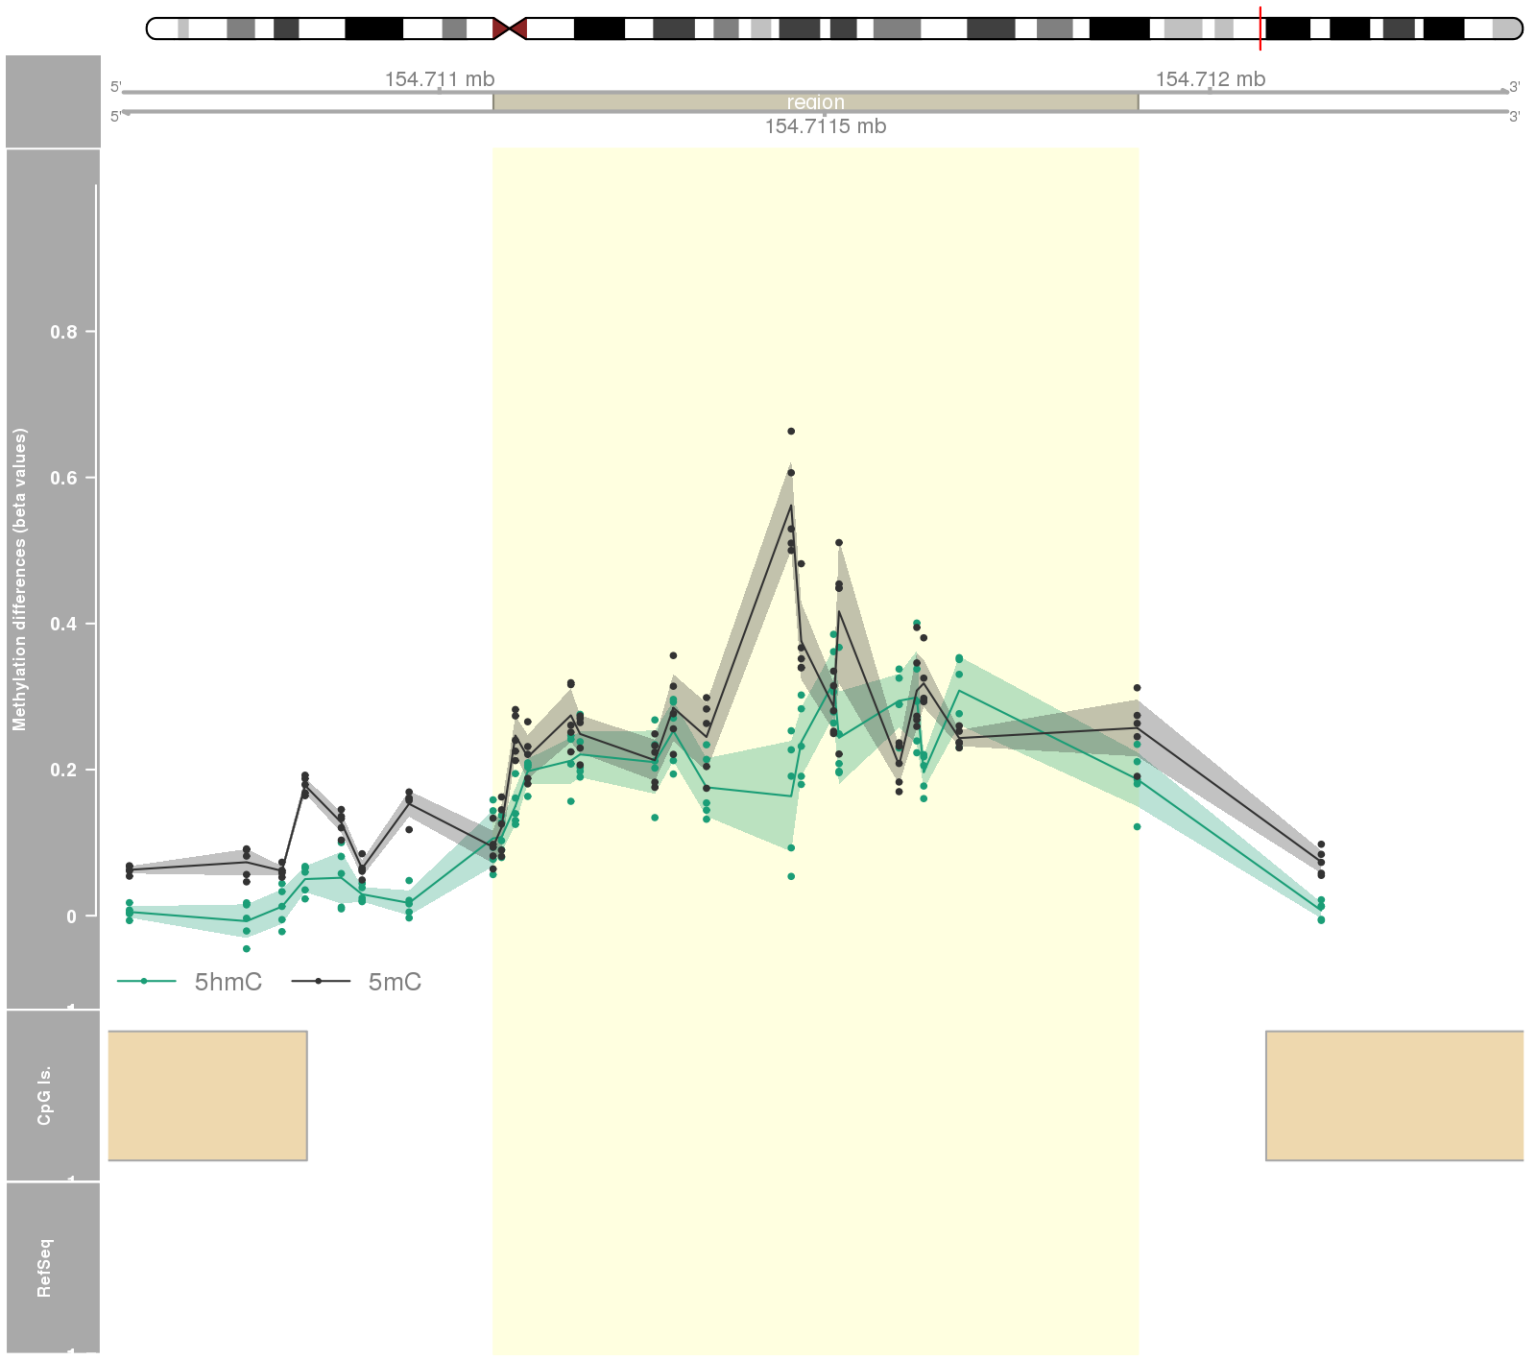 154.711 mb
154.712 mb
5'
3'
region
5'
3'
154.7115 mb
Methylation differences (beta values)
0.8
0.6
0.4
0.2
0
5hmC
5mC
CpG Is.
RefSeq